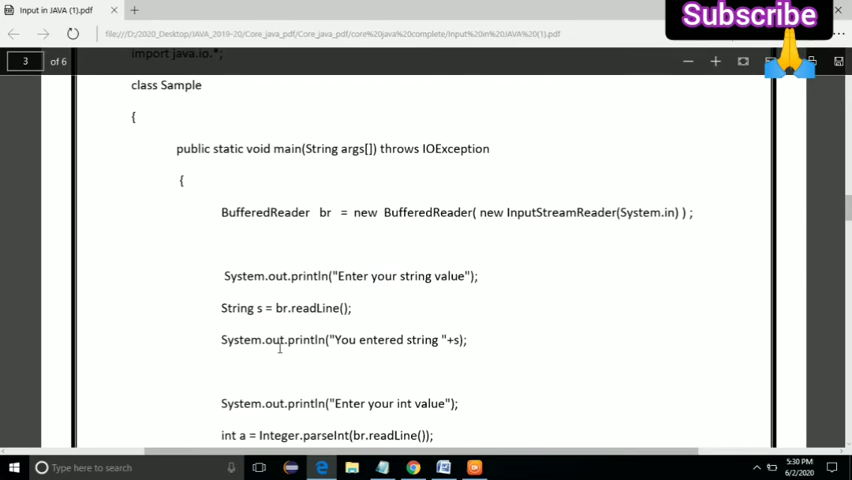 Input in JAVA (1).pdf
Subscribe
file:///D:/2020_Desktop/JAVA_2019-20/Core_java_pdf/Core_java_pdf/core%20java%20complete/Input%20in%20JAVA%20(1).pdf
3 of 6
import java.io.*;
class Sample
{
public static void main(String args[]) throws IOException
{
BufferedReader br = new BufferedReader( new InputStreamReader(System.in) ) ;
System.out.println("Enter your string value");
String s = br.readLine();
System.out.println("You entered string "+s);
System.out.println("Enter your int value");
int a = Integer.parseInt(br.readLine());
Type here to search
5:30 PM
6/2/2020